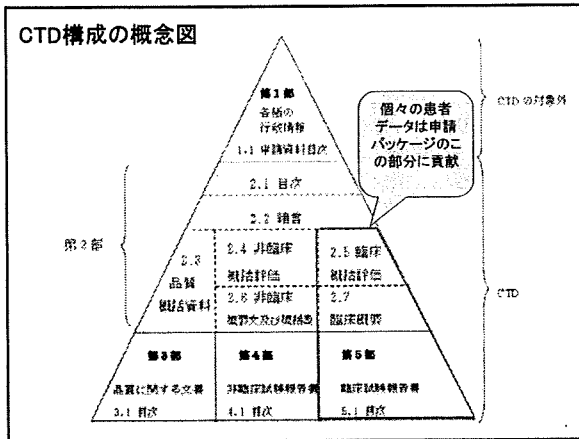 CTD構成の概念図
第1部
各極の
行政情報
1.1 申請資料目次
CTDの対象外
個々の患者
データは申請
パッケージのこ
の部分に貢献
2.1 目次
2.2 緒言
第2部
2.3
品質
概括資料
2.4 非臨床
概括評価
2.5 臨床
概括評価
2.6 非臨床
概要文及び概括表
2.7
臨床概要
CTD
第3部
品質に関する文書
3.1 目次
第4部
非臨床試験報告書
4.1 目次
第5部
臨床試験報告書
5.1 目次